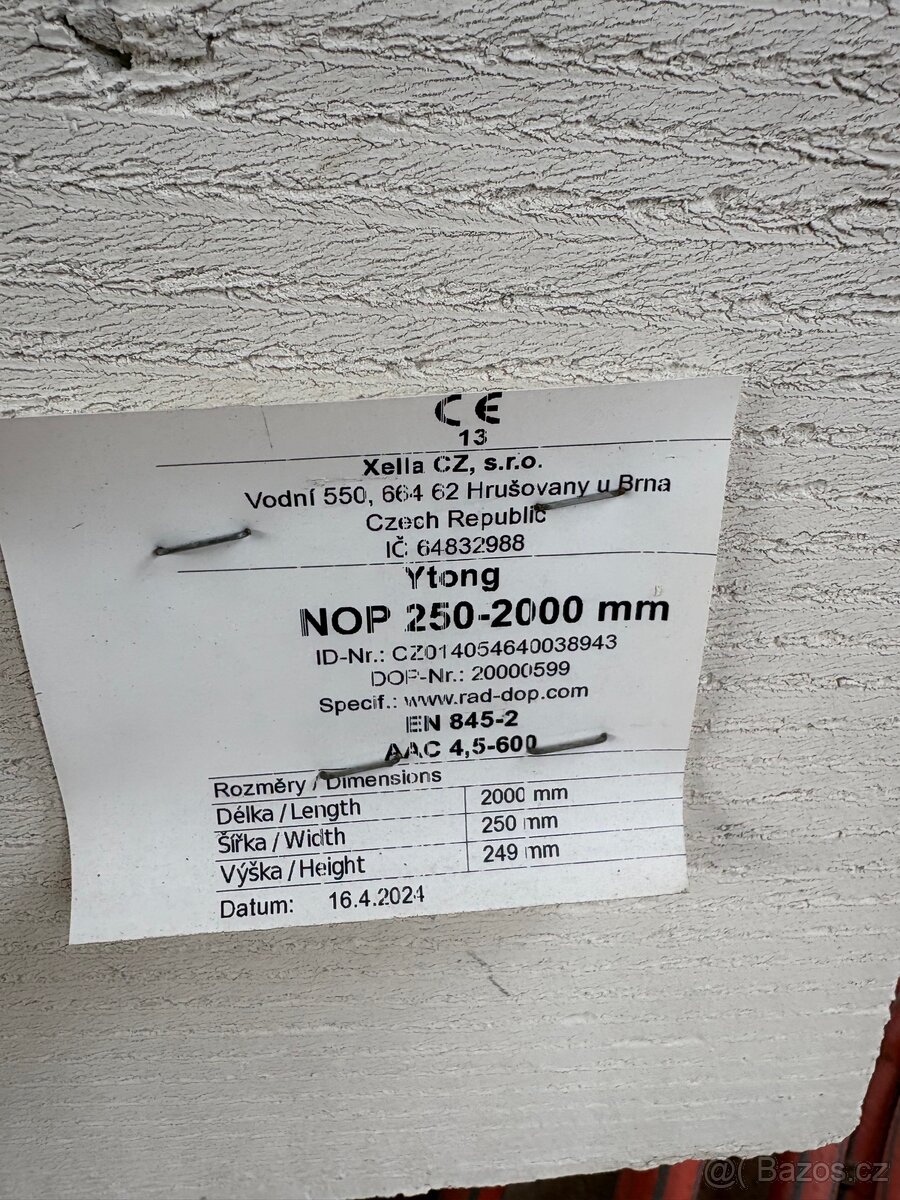 CE
13
Xella CZ, s.r.o.
Vodní 550, 664 62 Hrušovany u Brna
Czech Republic
IČ 64832988
Ytong
NOP 250-2000 mm
ID-Nr.: CZ014054640038943
DOP-Nr.: 20000599
Specif.: www.rad-dop.com
EN 845-2
AAC 4,5-600
Rozměry / Dimensions
Délka / Length 2000 mm
Šířka / Width 250 mm
Výška / Height 249 mm
Datum: 16.4.2024
@( Bazos.cz